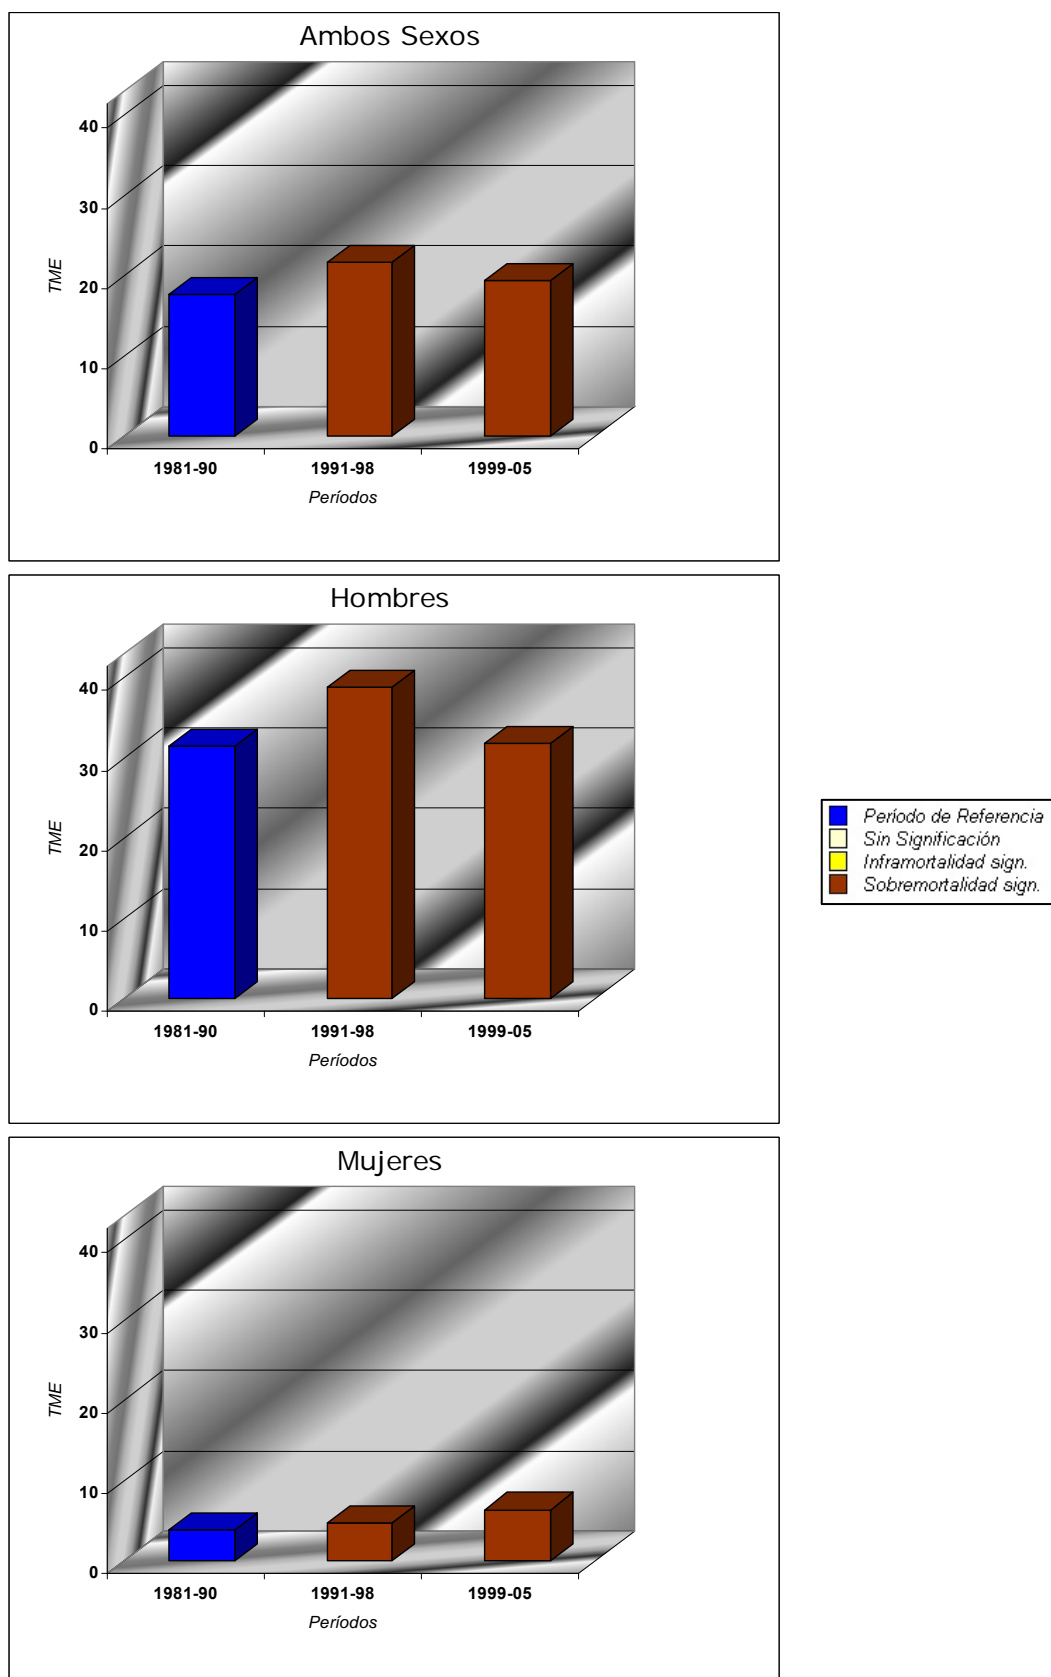 Ambos Sexos
40
30
20
10
0
TME
1981-90 1991-98 1999-05
Períodos
Hombres
40
30
20
10
0
TME
1981-90 1991-98 1999-05
Períodos
Período de Referencia
Sin Significación
Inframortalidad sign.
Sobremortalidad sign.
Mujeres
40
30
20
10
0
TME
1981-90 1991-98 1999-05
Períodos